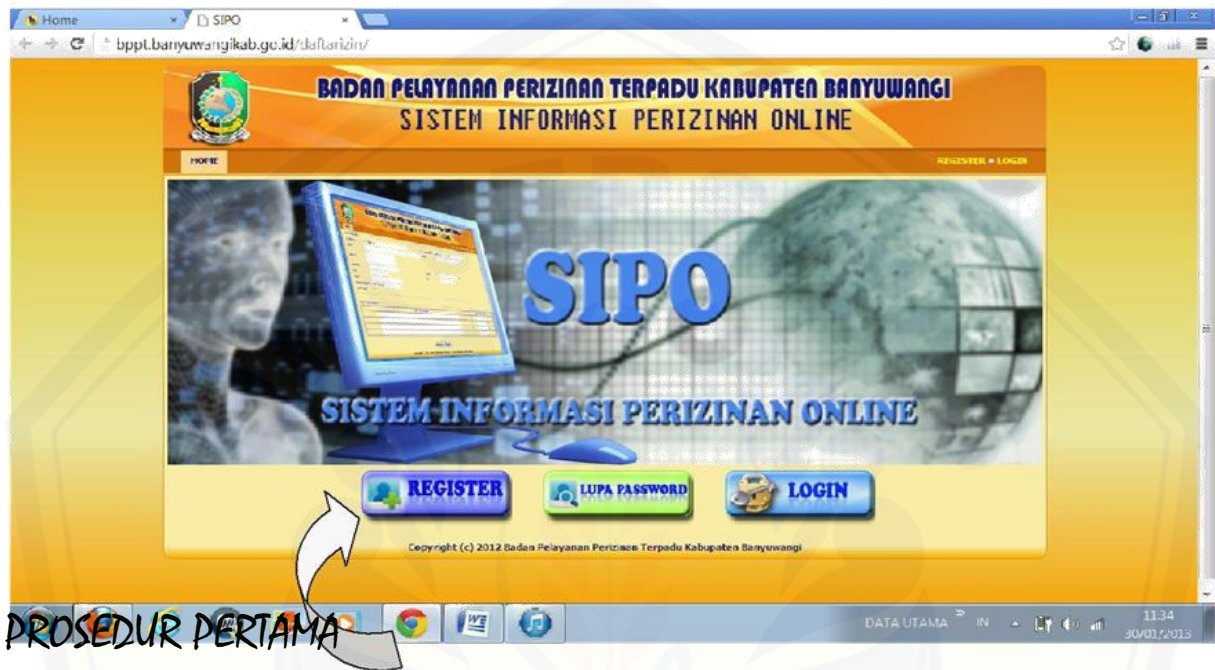 Home
SIPO
bppt.banyuwangikab.go.id/daftarizin/
BADAN PELAYANAN PERIZINAN TERPADU KABUPATEN BANYUWANGI
SISTEM INFORMASI PERIZINAN ONLINE
HOME
REGISTER LOGIN
SIPO
SISTEM INFORMASI PERIZINAN ONLINE
REGISTER
LUPA PASSWORD
LOGIN
Copyright (c) 2012 Badan Pelayanan Perizinan Terpadu Kabupaten Banyuwangi
PROSEDUR PERTAMA
DATA UTAMA
IN
11:34
30/01/2013